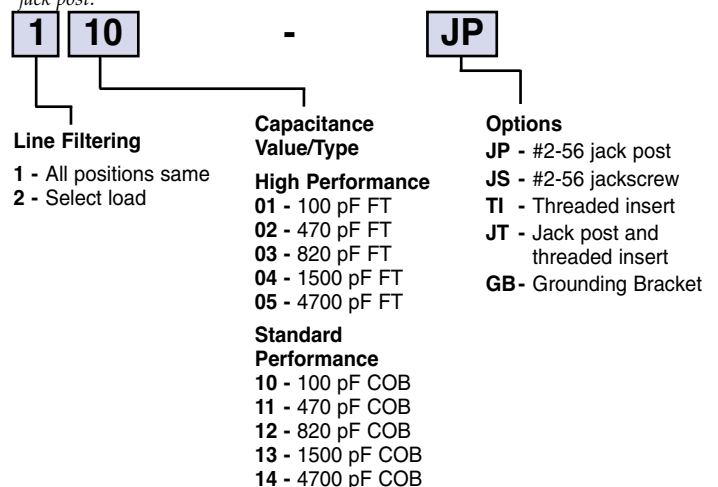 jack post.
1 10 - JP
Line Filtering
1 - All positions same
2 - Select load
Capacitance
Value/Type
High Performance
01 - 100 pF FT
02 - 470 pF FT
03 - 820 pF FT
04 - 1500 pF FT
05 - 4700 pF FT
Standard
Performance
10 - 100 pF COB
11 - 470 pF COB
12 - 820 pF COB
13 - 1500 pF COB
14 - 4700 pF COB
Options
JP - #2-56 jack post
JS - #2-56 jackscrew
TI - Threaded insert
JT - Jack post and
threaded insert
GB - Grounding Bracket